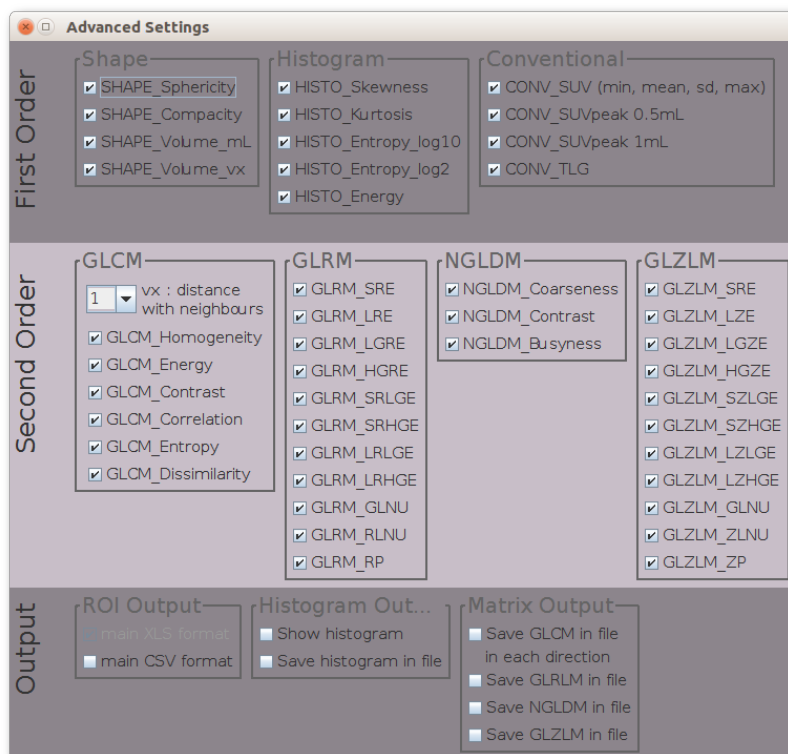 Advanced Settings
First Order
Shape
SHAPE_Sphericity
SHAPE_Compacity
SHAPE_Volume_mL
SHAPE_Volume_vx
Histogram
HISTO_Skewness
HISTO_Kurtosis
HISTO_Entropy_log10
HISTO_Entropy_log2
HISTO_Energy
Conventional
CONV_SUV (min, mean, sd, max)
CONV_SUVpeak 0.5mL
CONV_SUVpeak 1mL
CONV_TLG
Second Order
GLCM
1
vx : distance
with neighbours
GLCM_Homogeneity
GLCM_Energy
GLCM_Contrast
GLCM_Correlation
GLCM_Entropy
GLCM_Dissimilarity
GLRM
GLRM_SRE
GLRM_LRE
GLRM_LGRE
GLRM_HGRE
GLRM_SRLGE
GLRM_SRHGE
GLRM_LRLGE
GLRM_LRHGE
GLRM_GLNU
GLRM_RLNU
GLRM_RP
NGLDM
NGLDM_Coarseness
NGLDM_Contrast
NGLDM_Busyness
GLZLM
GLZLM_SRE
GLZLM_LZE
GLZLM_LGZE
GLZLM_HGZE
GLZLM_SZLGE
GLZLM_SZHGE
GLZLM_LZLGE
GLZLM_LZHGE
GLZLM_GLNU
GLZLM_ZLNU
GLZLM_ZP
Output
ROI Output
main XLS format
main CSV format
Histogram Out...
Show histogram
Save histogram in file
Matrix Output
Save GLCM in file
in each direction
Save GLRLM in file
Save NGLDM in file
Save GLZLM in file